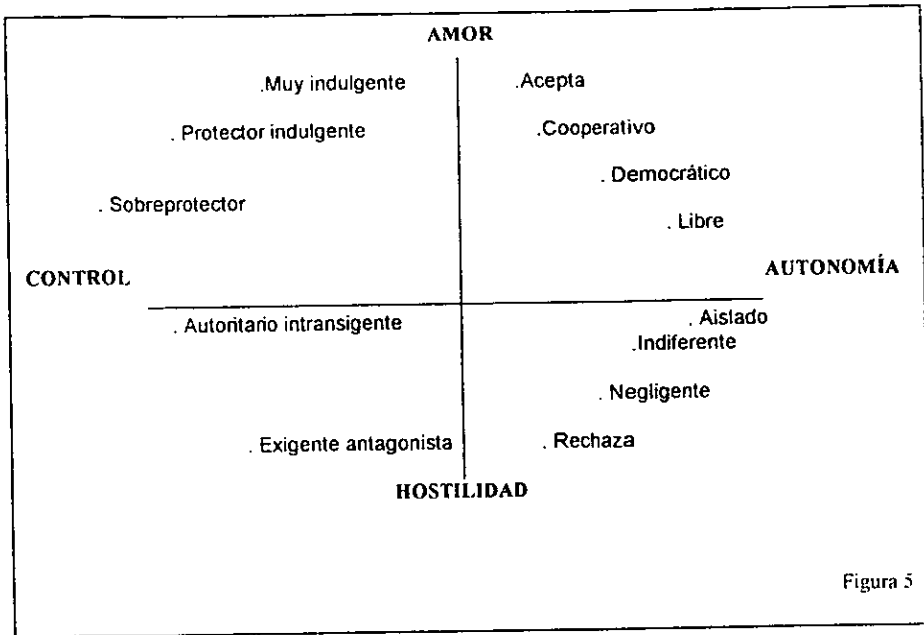 AMOR
.Muy indulgente
.Acepta
. Protector indulgente
.Cooperativo
. Democrático
. Sobreprotector
. Libre
CONTROL
AUTONOMÍA
. Autoritario intransigente
. Aislado
.Indiferente
. Negligente
. Exigente antagonista
. Rechaza
HOSTILIDAD
Figura 5